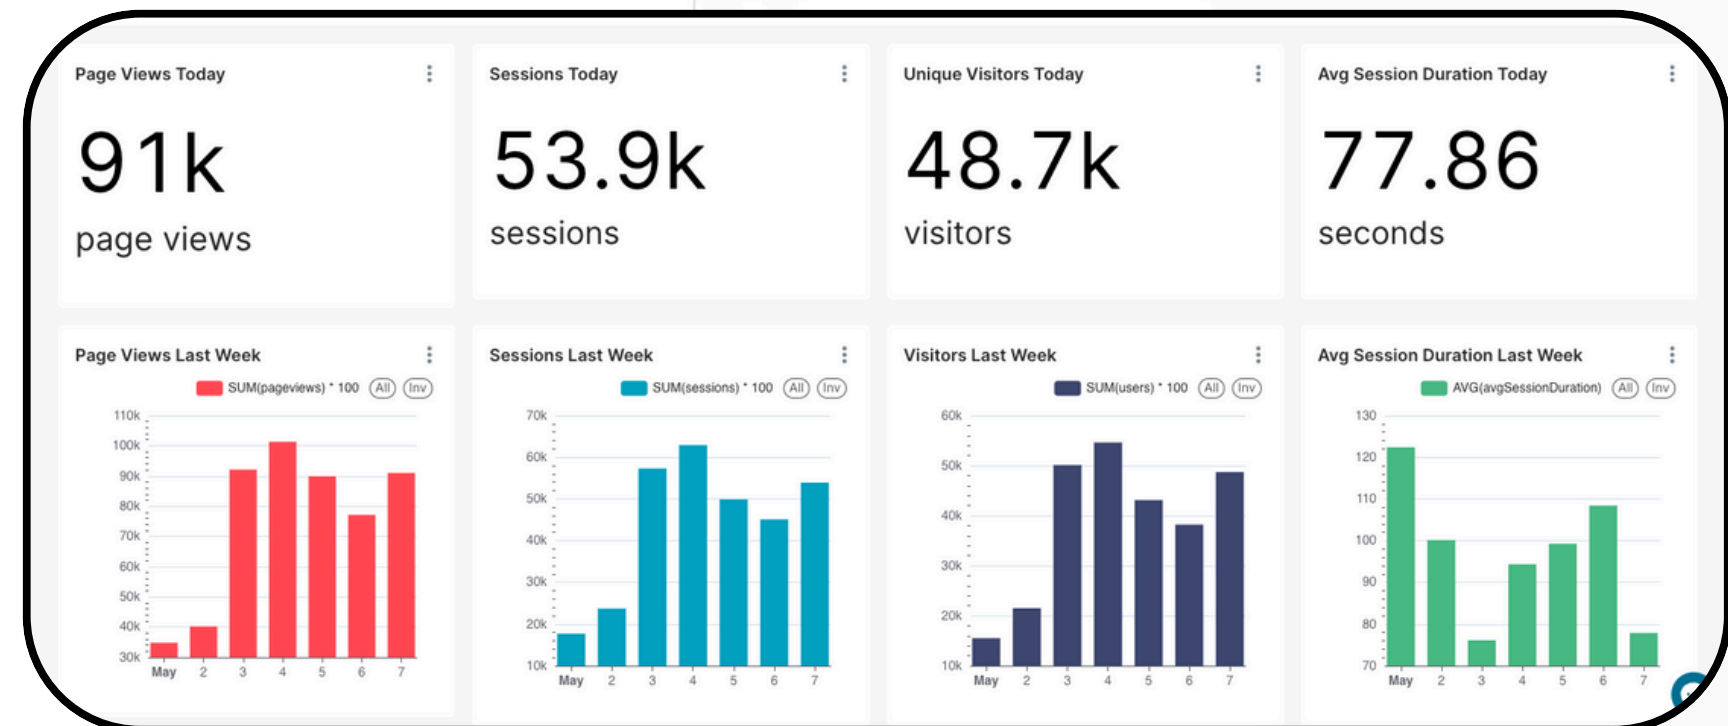 Page Views Today
91k
page views
Sessions Today
53.9k
sessions
Unique Visitors Today
48.7k
visitors
Avg Session Duration Today
77.86
seconds
Page Views Last Week
SUM(pageviews) * 100 All Inv
110k
100k
90k
80k
70k
60k
50k
40k
30k
May 2 3 4 5 6 7
Sessions Last Week
SUM(sessions) * 100 All Inv
70k
60k
50k
40k
30k
20k
10k
May 2 3 4 5 6 7
Visitors Last Week
SUM(users) * 100 All Inv
60k
50k
40k
30k
20k
10k
May 2 3 4 5 6 7
Avg Session Duration Last Week
AVG(avgSessionDuration) All Inv
130
120
110
100
90
80
70
May 2 3 4 5 6 7